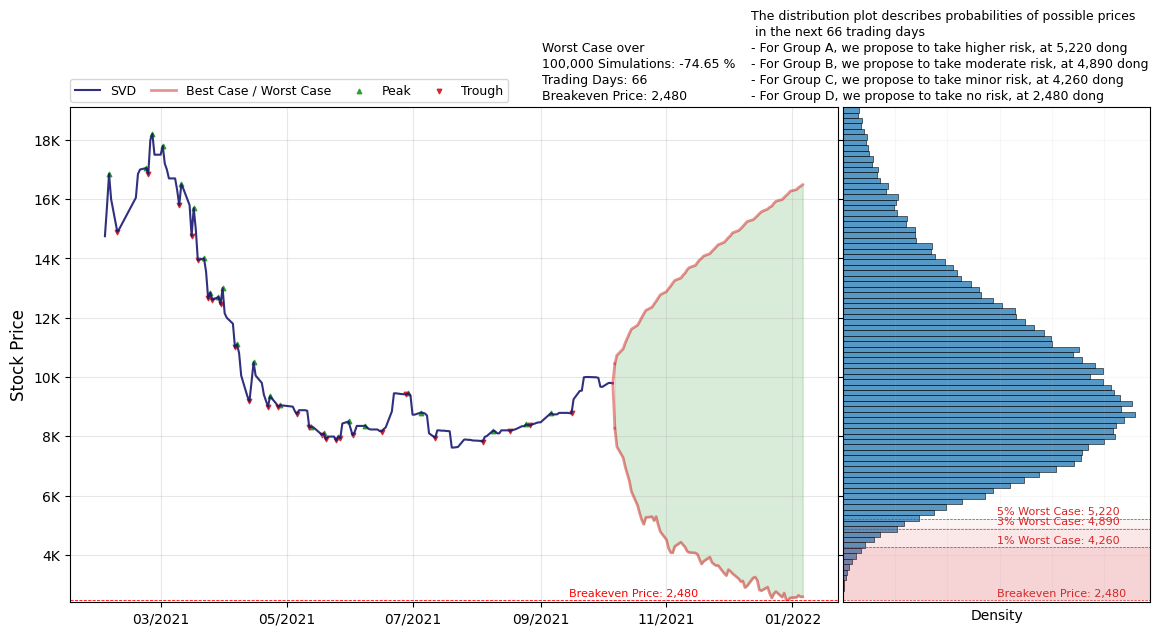 The distribution plot describes probabilities of possible prices
in the next 66 trading days
- For Group A, we propose to take higher risk, at 5,220 dong
- For Group B, we propose to take moderate risk, at 4,890 dong
- For Group C, we propose to take minor risk, at 4,260 dong
- For Group D, we propose to take no risk, at 2,480 dong
Worst Case over
100,000 Simulations: -74.65 %
Trading Days: 66
Breakeven Price: 2,480
SVD
Best Case / Worst Case
Peak
Trough
Stock Price
18K
16K
14K
12K
10K
8K
6K
4K
Breakeven Price: 2,480
03/2021
05/2021
07/2021
09/2021
11/2021
01/2022
5% Worst Case: 5,220
3% Worst Case: 4,890
1% Worst Case: 4,260
Breakeven Price: 2,480
Density